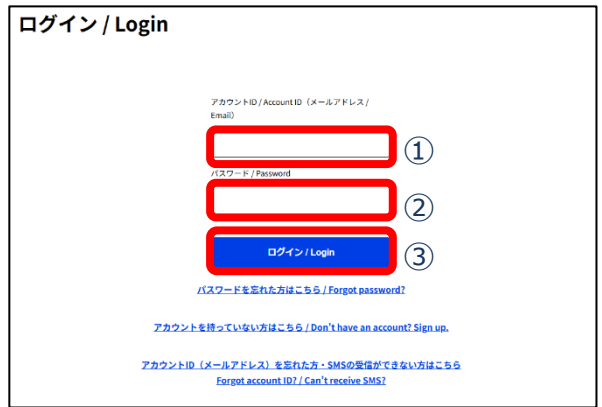 ログイン / Login
アカウントID / Account ID（メールアドレス /
Email）
①
パスワード / Password
②
ログイン / Login
③
パスワードを忘れた方はこちら / Forgot password?
アカウントを持っていない方はこちら / Don't have an account? Sign up.
アカウントID（メールアドレス）を忘れた方・SMSの受信ができない方はこちら
Forgot account ID? / Can't receive SMS?